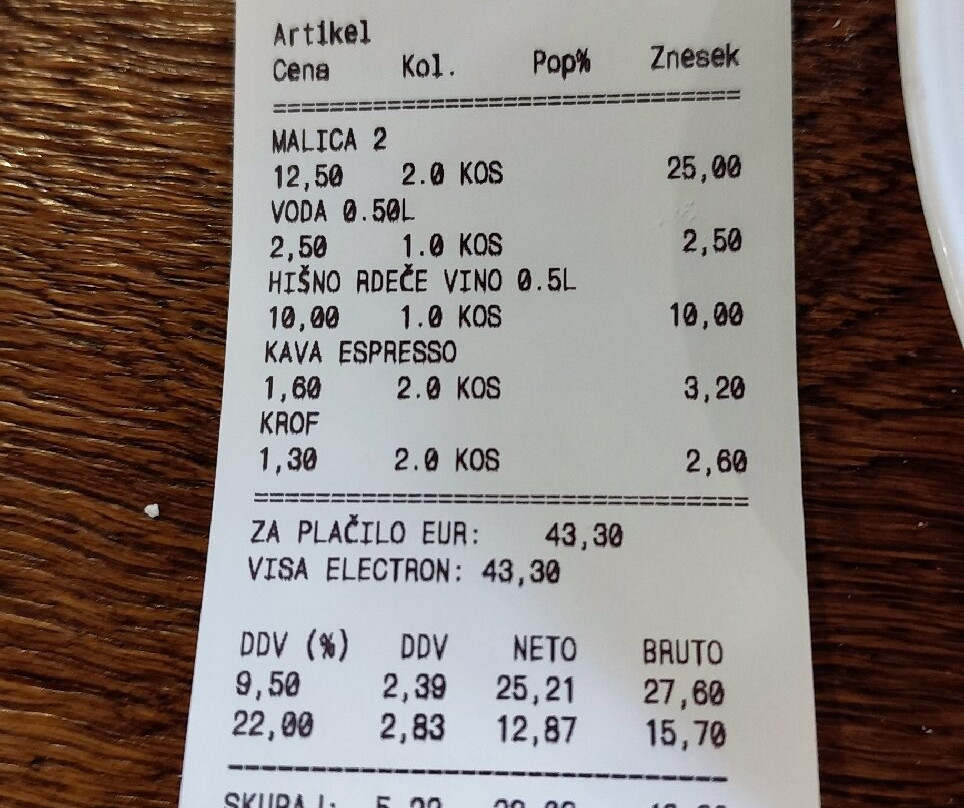 Artikel
Cena Kol. Pop% Znesek
================================
MALICA 2
12,50 2.0 KOS 25,00
VODA 0.50L
2,50 1.0 KOS 2,50
HIŠNO RDEČE VINO 0.5L
10,00 1.0 KOS 10,00
KAVA ESPRESSO
1,60 2.0 KOS 3,20
KROF
1,30 2.0 KOS 2,60
================================
ZA PLAČILO EUR: 43,30
VISA ELECTRON: 43,30
DDV (%) DDV NETO BRUTO
9,50 2,39 25,21 27,60
22,00 2,83 12,87 15,70
--------------------------------
SKUPAJ: